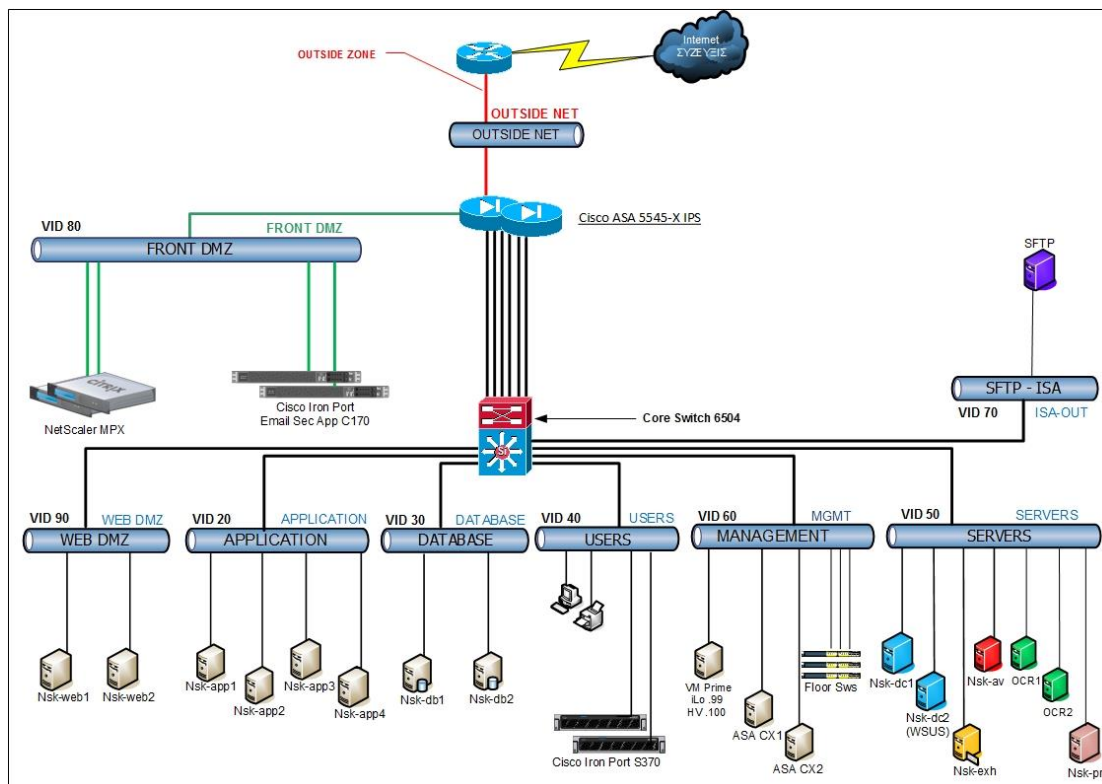 Internet
ΣΥΖΕΥΞΙΣ
OUTSIDE ZONE
OUTSIDE NET
OUTSIDE NET
Cisco ASA 5545-X IPS
VID 80
FRONT DMZ
FRONT DMZ
SFTP
CITRIX
NetScaler MPX
Cisco Iron Port
Email Sec App C170
SFTP - ISA
VID 70
ISA-OUT
Core Switch 6504
Si
VID 90
WEB DMZ
WEB DMZ
VID 20
APPLICATION
APPLICATION
VID 30
DATABASE
DATABASE
VID 40
USERS
USERS
VID 60
MGMT
MANAGEMENT
VID 50
SERVERS
SERVERS
Nsk-web1
Nsk-web2
Nsk-app1
Nsk-app2
Nsk-app3
Nsk-app4
Nsk-db1
Nsk-db2
Cisco Iron Port S370
VM Prime
iLo .99
HV .100
ASA CX1
ASA CX2
Floor Sws
Nsk-dc1
Nsk-dc2
(WSUS)
Nsk-exh
Nsk-av
OCR1
OCR2